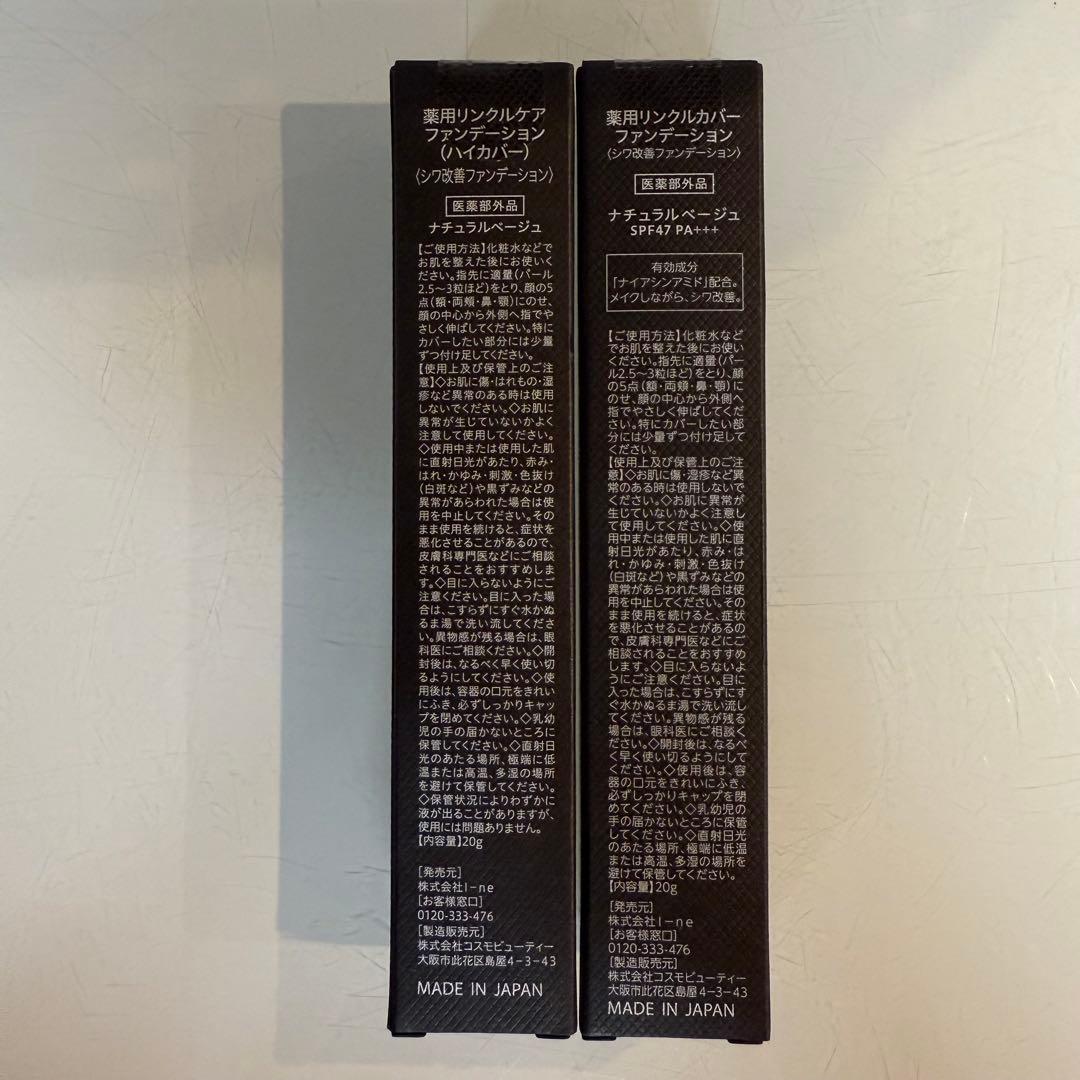 薬用リンクルケア
ファンデーション
(ハイカバー)
〈シワ改善ファンデーション〉
医薬部外品
ナチュラルベージュ
【ご使用方法】化粧水などで
お肌を整えた後にお使いく
ださい。指先に適量(パール
2.5〜3粒ほど)をとり、顔の5
点(額・両頬・鼻・顎)にのせ、
顔の中心から外側へ指でや
さしく伸ばしてください。特に
カバーしたい部分には少量
ずつ付け足してください。
【使用上及び保管上のご注
意】◇お肌に傷・はれもの・湿
疹など異常のある時は使用
しないでください。◇お肌に
異常が生じていないかよく
注意して使用してください。
◇使用中または使用した肌
に直射日光があたり、赤み・
はれ・かゆみ・刺激・色抜け
(白斑など)や黒ずみなどの
異常があらわれた場合は使
用を中止してください。その
まま使用を続けると、症状を
悪化させることがあるので、
皮膚科専門医などにご相談
されることをおすすめしま
す。◇目に入らないようにご
注意ください。目に入った場
合は、こすらずにすぐ水かぬ
るま湯で洗い流してくださ
い。異物感が残る場合は、眼
科医にご相談ください。◇開
封後は、なるべく早く使い切
るようにしてください。◇使
用後は、容器の口元をきれい
にふき、必ずしっかりキャッ
プを閉めてください。◇乳幼
児の手の届かないところに
保管してください。◇直射日
光のあたる場所、極端に低
温または高温、多湿の場所
を避けて保管してください。
◇保管状況によりわずかに
液が出ることがありますが、
使用には問題ありません。
【内容量】20g
[発売元]
株式会社I-ne
[お客様窓口]
0120-333-476
[製造販売元]
株式会社コスモビューティー
大阪市此花区島屋4-3-43
MADE IN JAPAN
薬用リンクルカバー
ファンデーション
〈シワ改善ファンデーション〉
医薬部外品
ナチュラルベージュ
SPF47 PA+++
有効成分
「ナイアシンアミド」配合。
メイクしながら、シワ改善。
【ご使用方法】化粧水など
でお肌を整えた後にお使い
ください。指先に適量(パー
ル2.5〜3粒ほど)をとり、顔
の5点(額・両頬・鼻・顎)に
のせ、顔の中心から外側へ
指でやさしく伸ばしてくだ
さい。特にカバーしたい部
分には少量ずつ付け足して
ください。
【使用上及び保管上のご注
意】◇お肌に傷・湿疹など異
常のある時は使用しないで
ください。◇お肌に異常が
生じていないかよく注意し
て使用してください。◇使
用中または使用した肌に直
射日光があたり、赤み・は
れ・かゆみ・刺激・色抜け
(白斑など)や黒ずみなどの
異常があらわれた場合は使
用を中止してください。その
まま使用を続けると、症状
を悪化させることがあるの
で、皮膚科専門医などにご
相談されることをおすすめ
します。◇目に入らないよ
うにご注意ください。目に
入った場合は、こすらずにす
ぐ水かぬるま湯で洗い流し
てください。異物感が残る
場合は、眼科医にご相談くだ
さい。◇開封後は、なるべ
く早く使い切るようにして
ください。◇使用後は、容
器の口元をきれいにふき、
必ずしっかりキャップを閉
めてください。◇乳幼児の
手の届かないところに保管
してください。◇直射日光
のあたる場所、極端に低温
または高温、多湿の場所を
避けて保管してください。
【内容量】20g
[発売元]
株式会社I-ne
[お客様窓口]
0120-333-476
[製造販売元]
株式会社コスモビューティー
大阪市此花区島屋4-3-43
MADE IN JAPAN